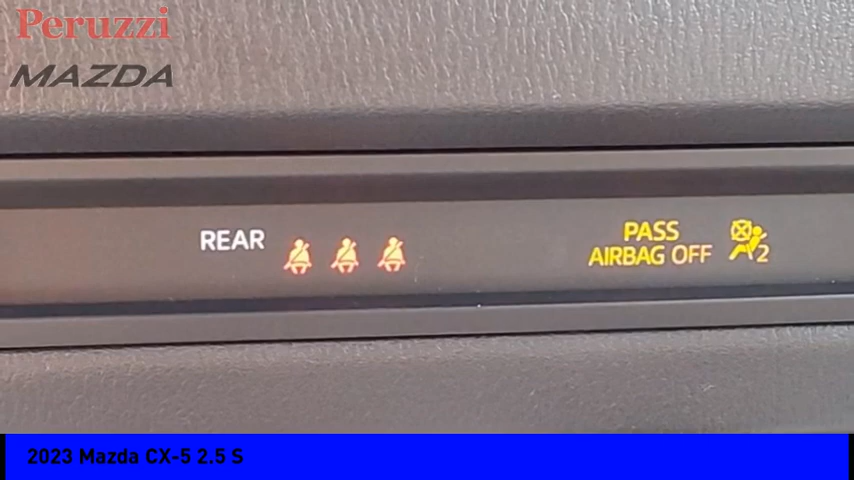 Peruzzi
MAZDA
REAR
PASS
AIRBAG OFF
2
2023 Mazda CX-5 2.5 S